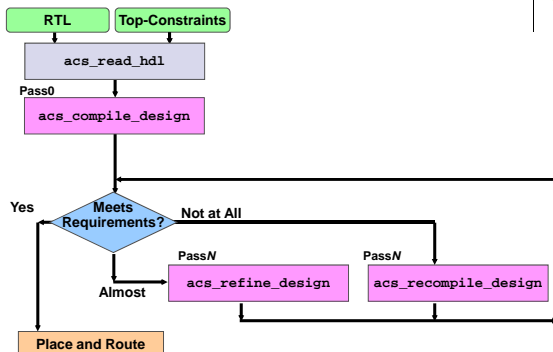 RTL
Top-Constraints
acs_read_hdl
Pass0
acs_compile_design
Yes
Meets
Requirements?
Not at All
PassN
PassN
Almost
acs_refine_design
acs_recompile_design
Place and Route